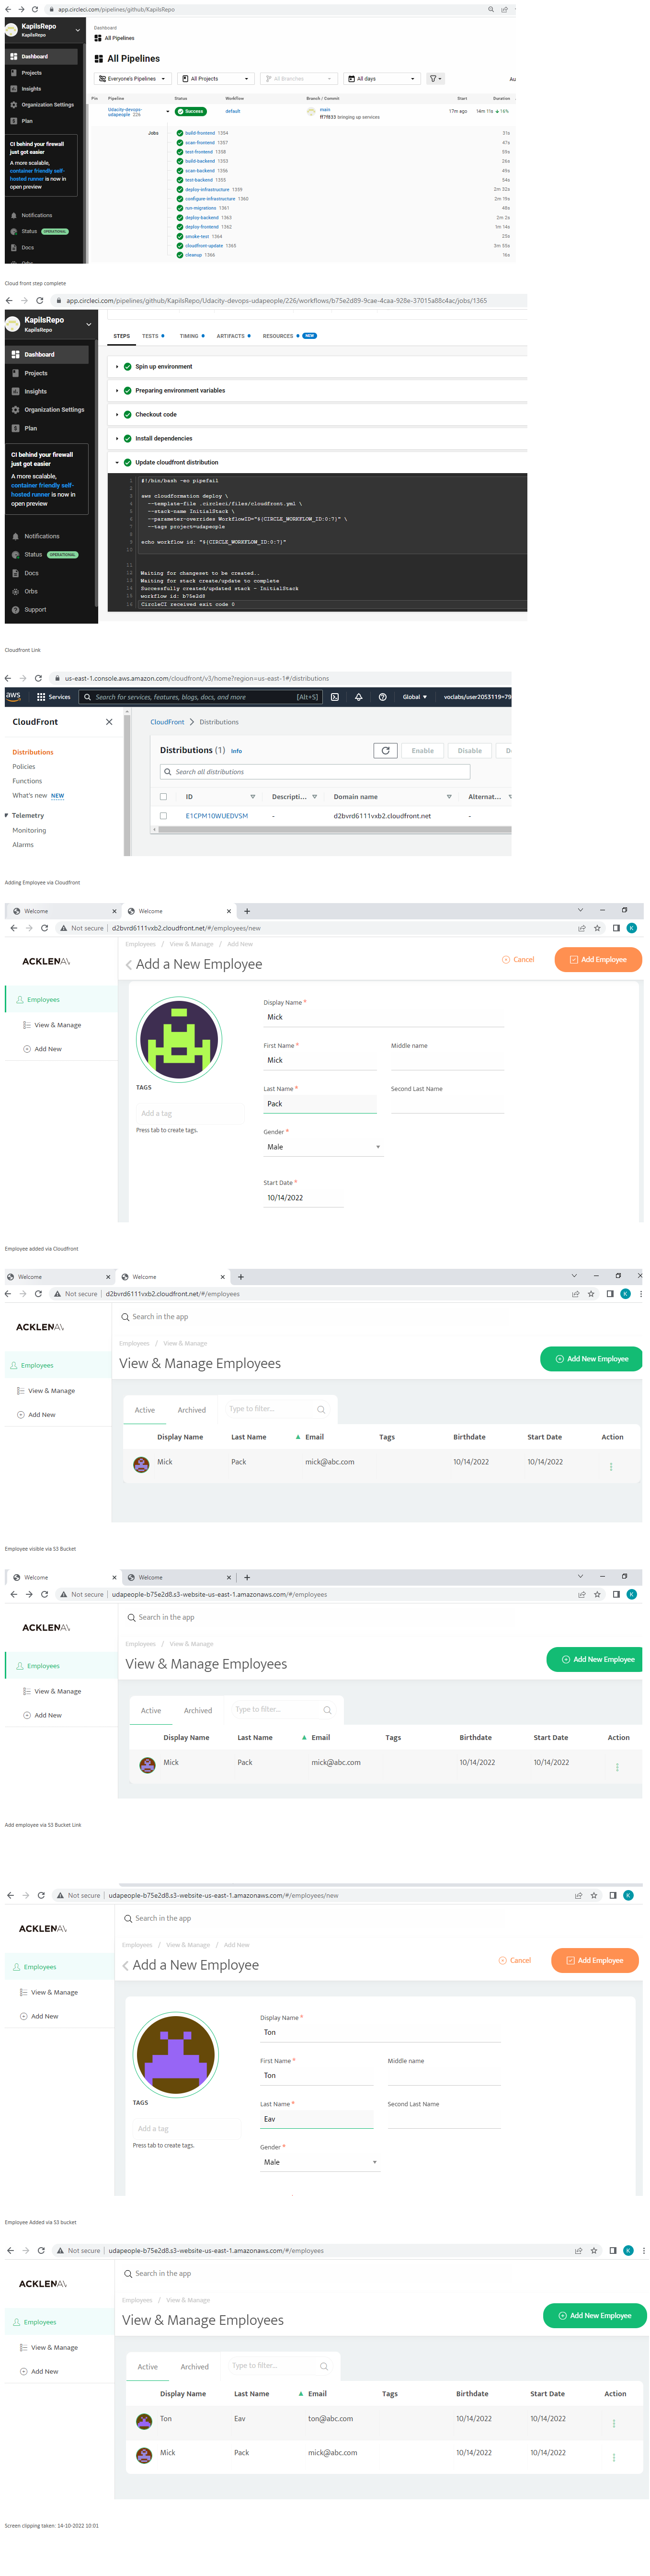 app.circleci.com/pipelines/github/KapilsRepo
KapilsRepo
KapilsRepo
Dashboard
Projects
Insights
Organization Settings
Plan
CI behind your firewall just got easier
A more scalable, container friendly self-hosted runner is now in open preview
Notifications
Status OPERATIONAL
Docs
Orbs
Dashboard
All Pipelines
All Pipelines
Everyone's Pipelines All Projects All Branches All days Au
Pin Pipeline Status Workflow Branch / Commit Start Duration
Udacity-devops-udapeople 226 Success default main ff7f833 bringing up services 17m ago 14m 11s 16%
Jobs
build-frontend 1354 31s
scan-frontend 1357 47s
test-frontend 1358 59s
build-backend 1353 26s
scan-backend 1356 49s
test-backend 1355 54s
deploy-infrastructure 1359 2m 32s
configure-infrastructure 1360 2m 19s
run-migrations 1361 48s
deploy-backend 1363 2m 2s
deploy-frontend 1362 1m 14s
smoke-test 1364 25s
cloudfront-update 1365 5m 55s
cleanup 1366 16s
Cloud front step complete
app.circleci.com/pipelines/github/KapilsRepo/Udacity-devops-udapeople/226/workflows/b75e2d89-9cae-4caa-928e-37015a88c4ac/jobs/1365
KapilsRepo
KapilsRepo
Dashboard
Projects
Insights
Organization Settings
Plan
CI behind your firewall just got easier
A more scalable, container friendly self-hosted runner is now in open preview
Notifications
Status OPERATIONAL
Docs
Orbs
Support
STEPS TESTS TIMING ARTIFACTS RESOURCES NEW
Spin up environment
Preparing environment variables
Checkout code
Install dependencies
Update cloudfront distribution
1 #!/bin/bash -eo pipefail
2
3 aws cloudformation deploy \
4 --template-file .circleci/files/cloudfront.yml \
5 --stack-name InitialStack \
6 --parameter-overrides WorkflowID="${CIRCLE_WORKFLOW_ID:0:7}" \
7 --tags project=udapeople
8
9 echo workflow id: "${CIRCLE_WORKFLOW_ID:0:7}"
10
11
12 Waiting for changeset to be created..
13 Waiting for stack create/update to complete
14 Successfully created/updated stack - InitialStack
15 workflow id: b75e2d8
16 CircleCI received exit code 0
Cloudfront Link
us-east-1.console.aws.amazon.com/cloudfront/v3/home?region=us-east-1#/distributions
aws Services Search for services, features, blogs, docs, and more [Alt+S] Global voclabs/user2053119=79
CloudFront
Distributions
Policies
Functions
What's new NEW
Telemetry
Monitoring
Alarms
CloudFront Distributions
Distributions (1) Info Enable Disable D
Search all distributions
ID Descripti... Domain name Alternat...
E1CPM10WUEDVSM - d2bvrd6111vxb2.cloudfront.net -
Adding Employee via Cloudfront
Welcome Welcome
Not secure d2bvrd6111vxb2.cloudfront.net/#/employees/new K
ACKLENAV
Employees
View & Manage
Add New
Employees / View & Manage / Add New
Add a New Employee Cancel Add Employee
Display Name *
Mick
First Name * Middle name
Mick
TAGS
Last Name * Second Last Name
Add a tag Pack
Press tab to create tags.
Gender *
Male
Start Date *
10/14/2022
Employee added via Cloudfront
Welcome Welcome
Not secure d2bvrd6111vxb2.cloudfront.net/#/employees K
ACKLENAV
Employees
View & Manage
Add New
Search in the app
Employees / View & Manage
View & Manage Employees Add New Employee
Active Archived Type to filter...
Display Name Last Name Email Tags Birthdate Start Date Action
Mick Pack mick@abc.com 10/14/2022 10/14/2022
Employee visible via S3 Bucket
Welcome Welcome
Not secure udapeople-b75e2d8.s3-website-us-east-1.amazonaws.com/#/employees K
ACKLENAV
Employees
View & Manage
Add New
Search in the app
Employees / View & Manage
View & Manage Employees Add New Employee
Active Archived Type to filter...
Display Name Last Name Email Tags Birthdate Start Date Action
Mick Pack mick@abc.com 10/14/2022 10/14/2022
Add employee via S3 Bucket Link
Not secure udapeople-b75e2d8.s3-website-us-east-1.amazonaws.com/#/employees/new K
ACKLENAV
Employees
View & Manage
Add New
Search in the app
Employees / View & Manage / Add New
Add a New Employee Cancel Add Employee
Display Name *
Ton
First Name * Middle name
Ton
TAGS
Last Name * Second Last Name
Add a tag Eav
Press tab to create tags.
Gender *
Male
Employee Added via S3 bucket
Not secure udapeople-b75e2d8.s3-website-us-east-1.amazonaws.com/#/employees K
ACKLENAV
Employees
View & Manage
Add New
Search in the app
Employees / View & Manage
View & Manage Employees Add New Employee
Active Archived Type to filter...
Display Name Last Name Email Tags Birthdate Start Date Action
Ton Eav ton@abc.com 10/14/2022 10/14/2022
Mick Pack mick@abc.com 10/14/2022 10/14/2022
Screen clipping taken: 14-10-2022 10:01